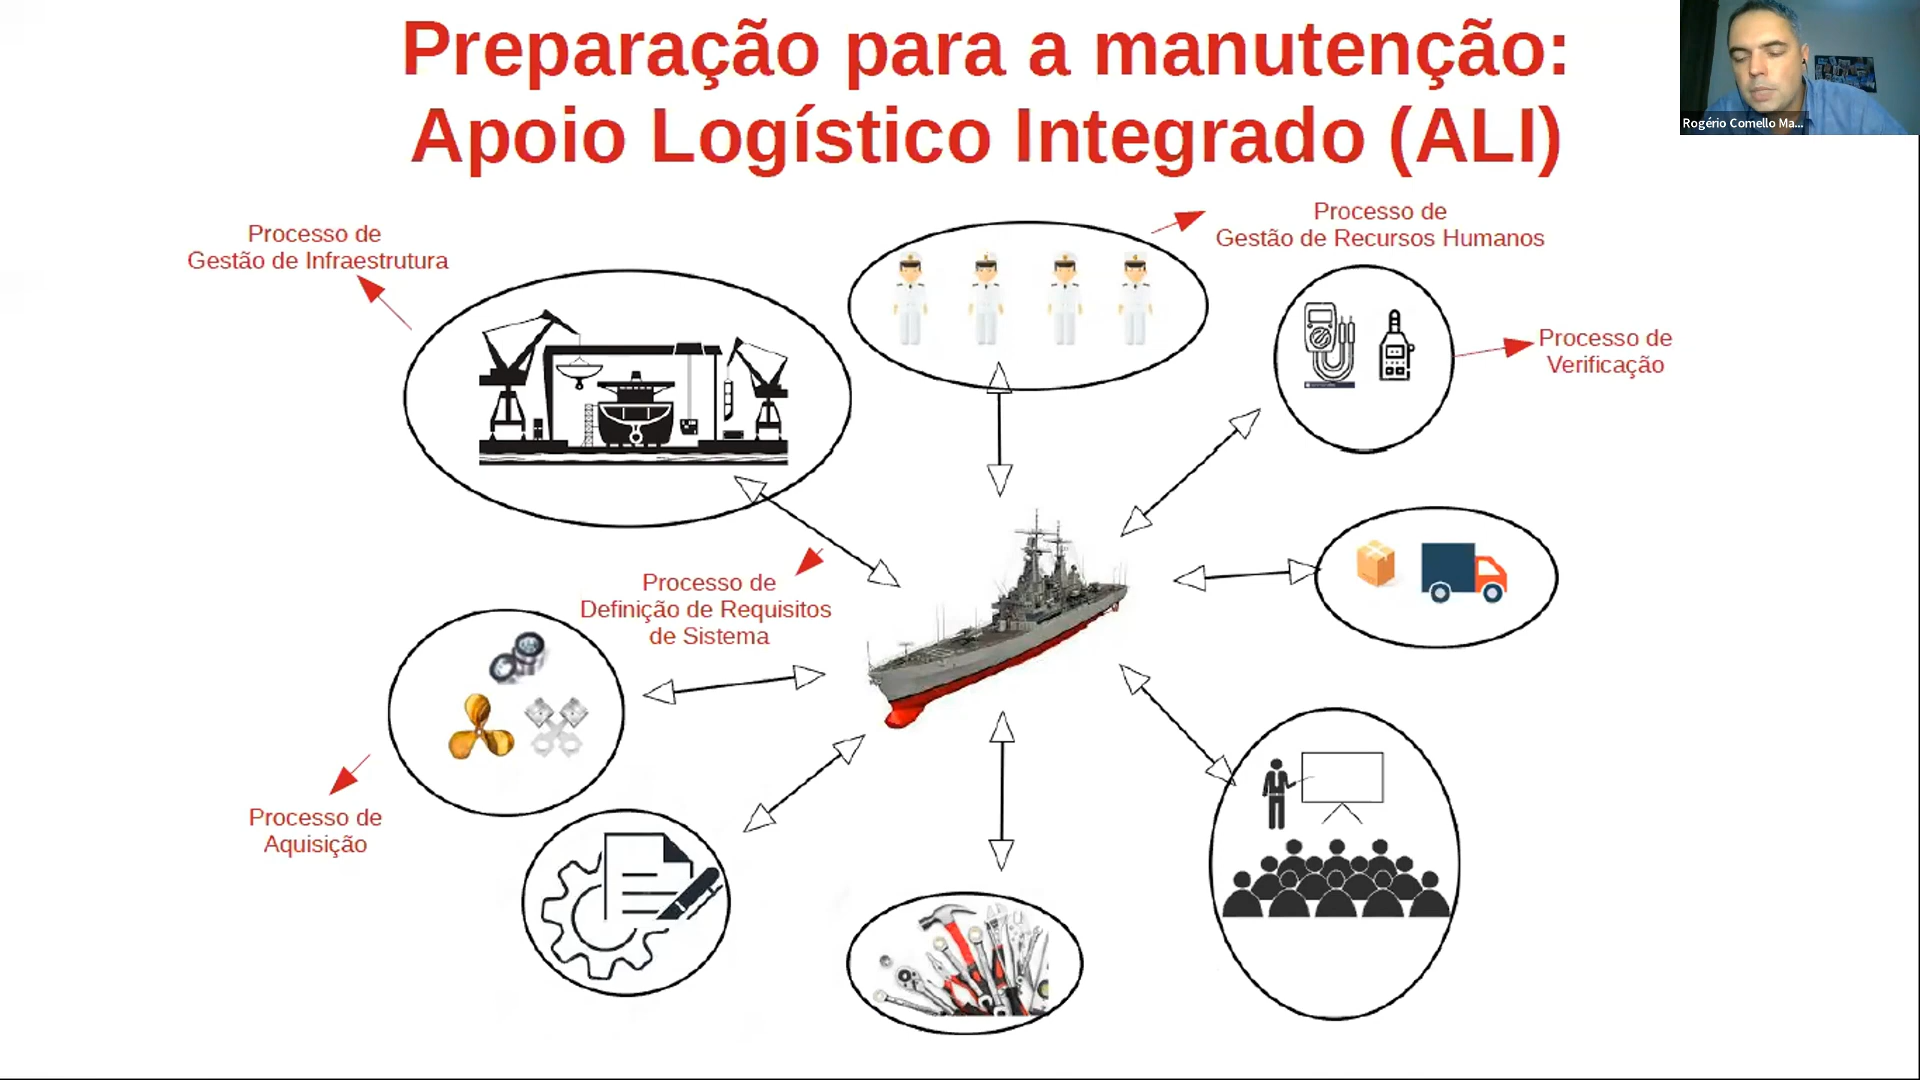 Preparação para a manutenção:
Apoio Logístico Integrado (ALI)
Rogério Comello Ma...
Processo de
Gestão de Infraestrutura
Processo de
Gestão de Recursos Humanos
Processo de
Verificação
Processo de
Definição de Requisitos
de Sistema
Processo de
Aquisição